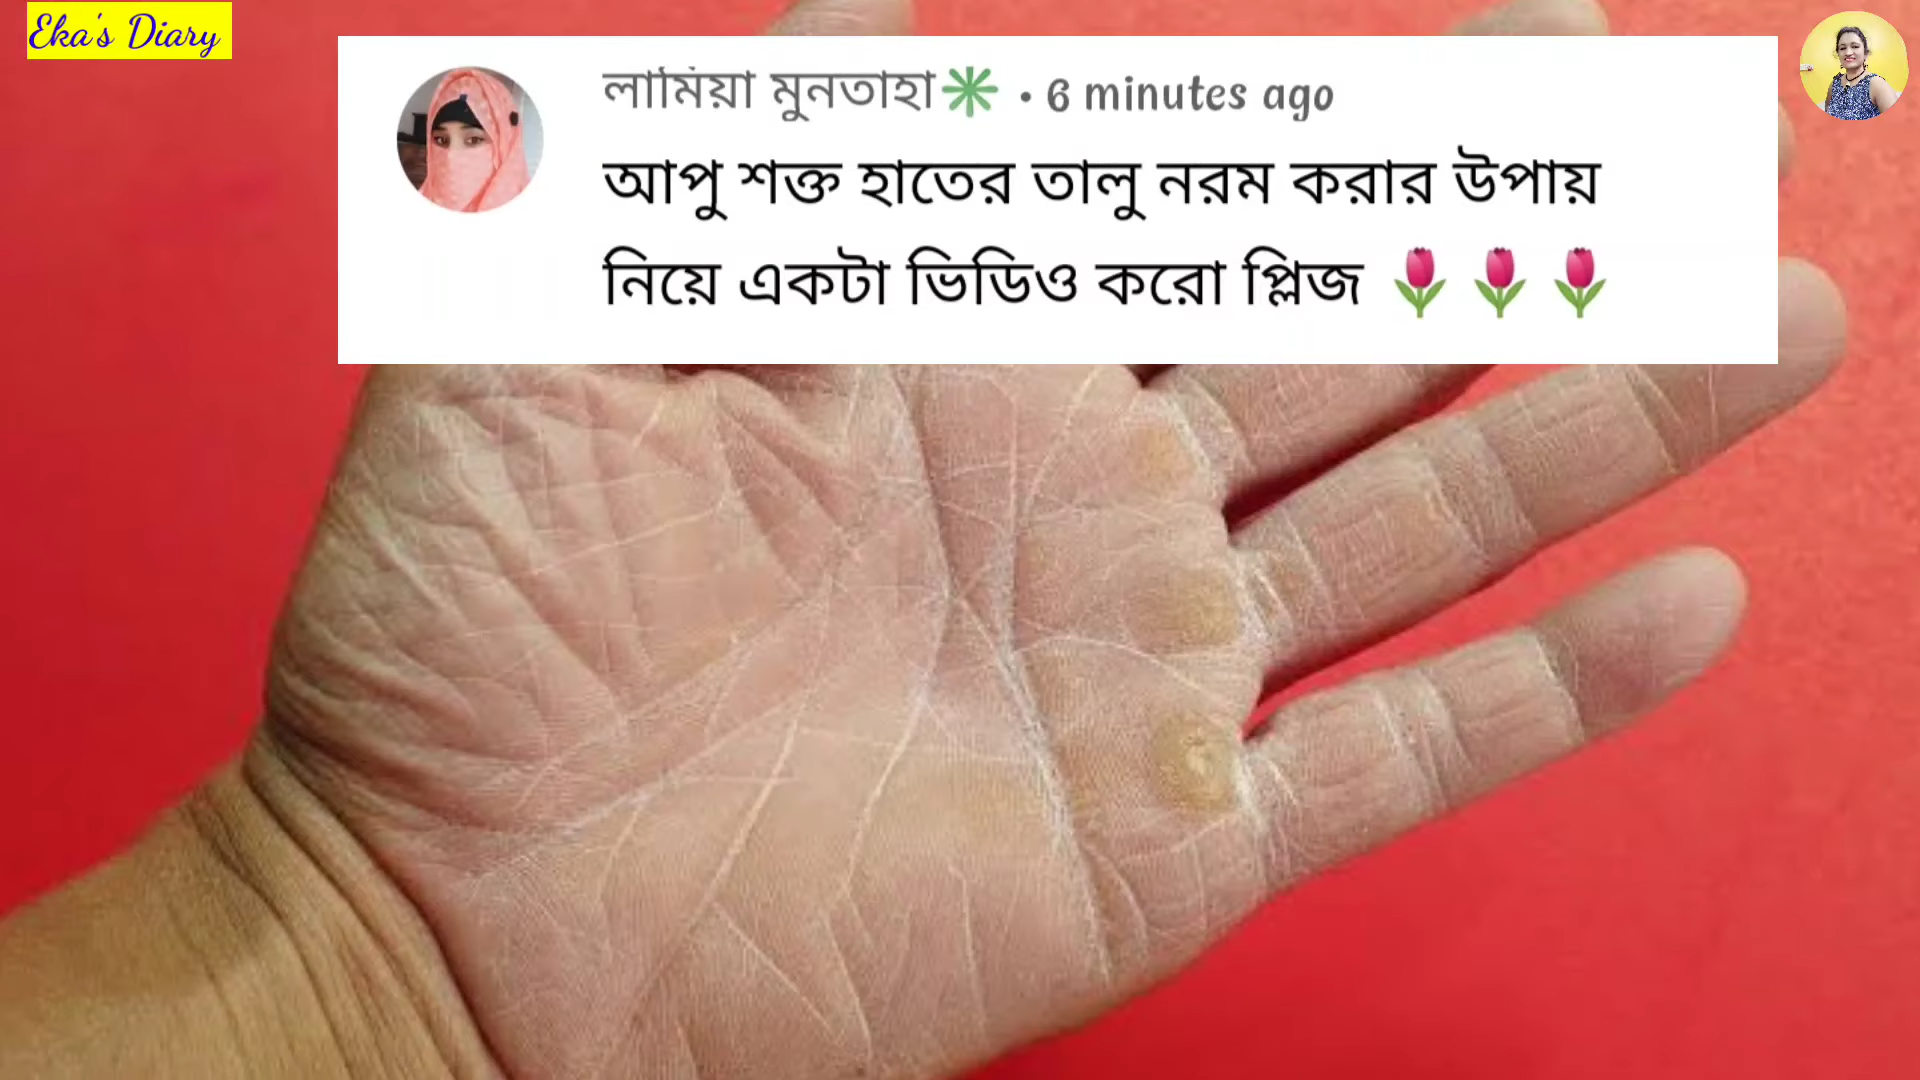 Eka's Diary
লামিয়া মুনতাহা✳ • 6 minutes ago
আপু শক্ত হাতের তালু নরম করার উপায়
নিয়ে একটা ভিডিও করো প্লিজ 🌷🌷🌷